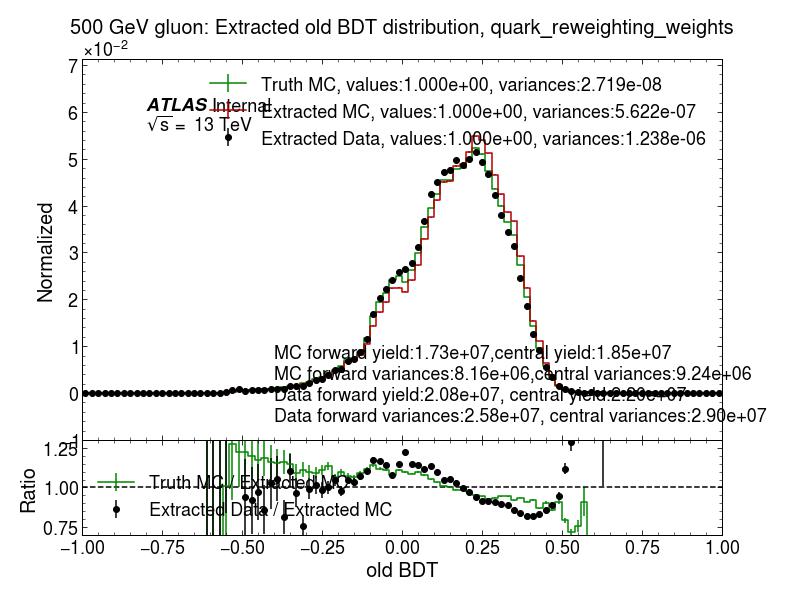 500 GeV gluon: Extracted old BDT distribution, quark_reweighting_weights
×10⁻²
Truth MC, values:1.000e+00, variances:2.719e-08
ATLAS Internal
Extracted MC, values:1.000e+00, variances:5.622e-07
√s = 13 TeV
Extracted Data, values:1.000e+00, variances:1.238e-06
Normalized
7
6
5
4
3
2
1
0
MC forward yield:1.73e+07,central yield:1.85e+07
MC forward variances:8.16e+06,central variances:9.24e+06
Data forward yield:2.08e+07, central yield:
Data forward variances:2.58e+07, central variances:2.90e+07
Ratio
1.25
1.00
0.75
Truth MC / Extracted MC
Extracted Data / Extracted MC
−1.00 −0.75 −0.50 −0.25 0.00 0.25 0.50 0.75 1.00
old BDT